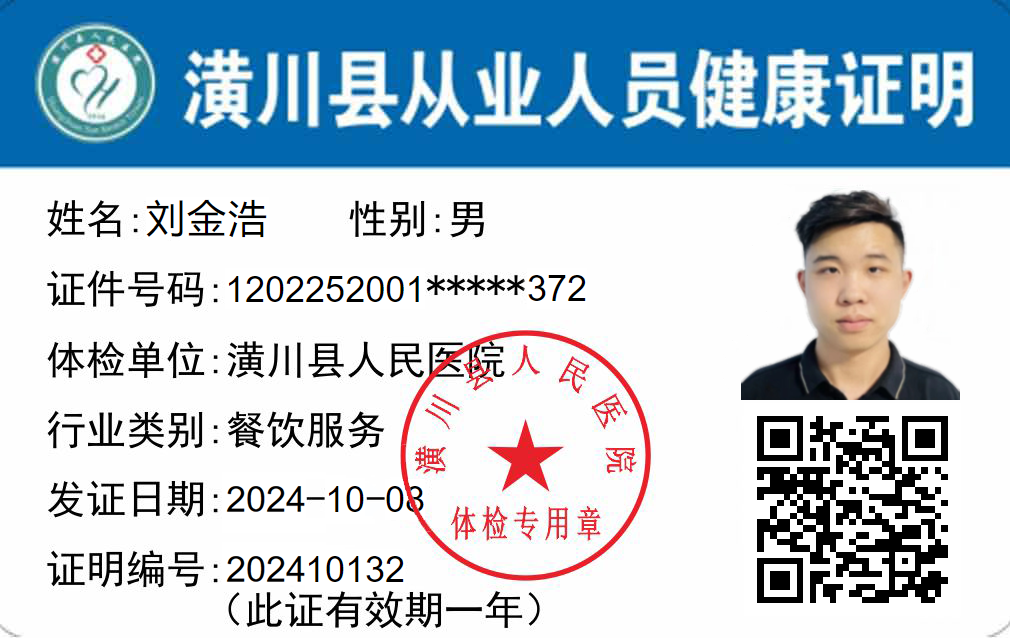 潢川县从业人员健康证明
姓名:刘金浩 性别:男
证件号码:1202252001*****372
体检单位:潢川县人民医院
行业类别:餐饮服务
发证日期:2024-10-08
证明编号:202410132
(此证有效期一年)
潢川县人民医院
体检专用章